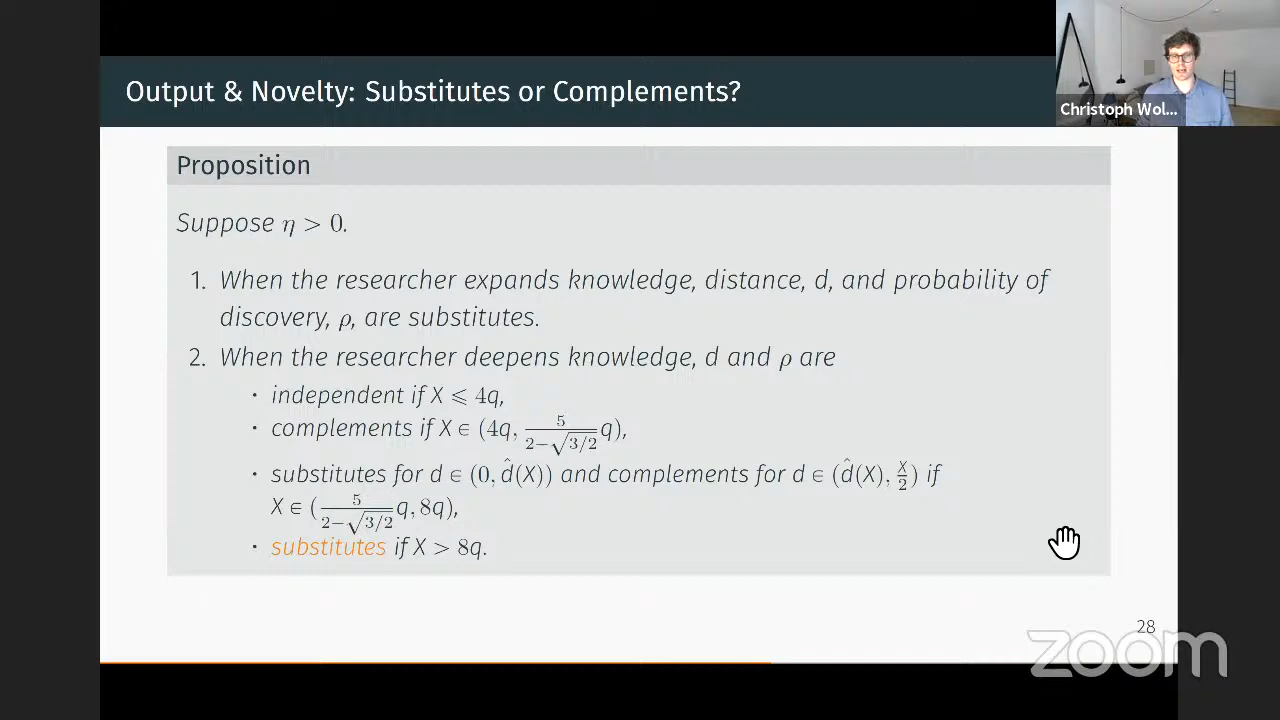 Output & Novelty: Substitutes or Complements?
Christoph Wol...
Proposition
Suppose η > 0.
1. When the researcher expands knowledge, distance, d, and probability of
discovery, ρ, are substitutes.
2. When the researcher deepens knowledge, d and ρ are
· independent if X ⩽ 4q,
· complements if X ∈ (4q, 5/(2−√(3/2)) q),
· substitutes for d ∈ (0, d̂(X)) and complements for d ∈ (d̂(X), X/2) if
X ∈ (5/(2−√(3/2)) q, 8q),
· substitutes if X > 8q.
28
zoom